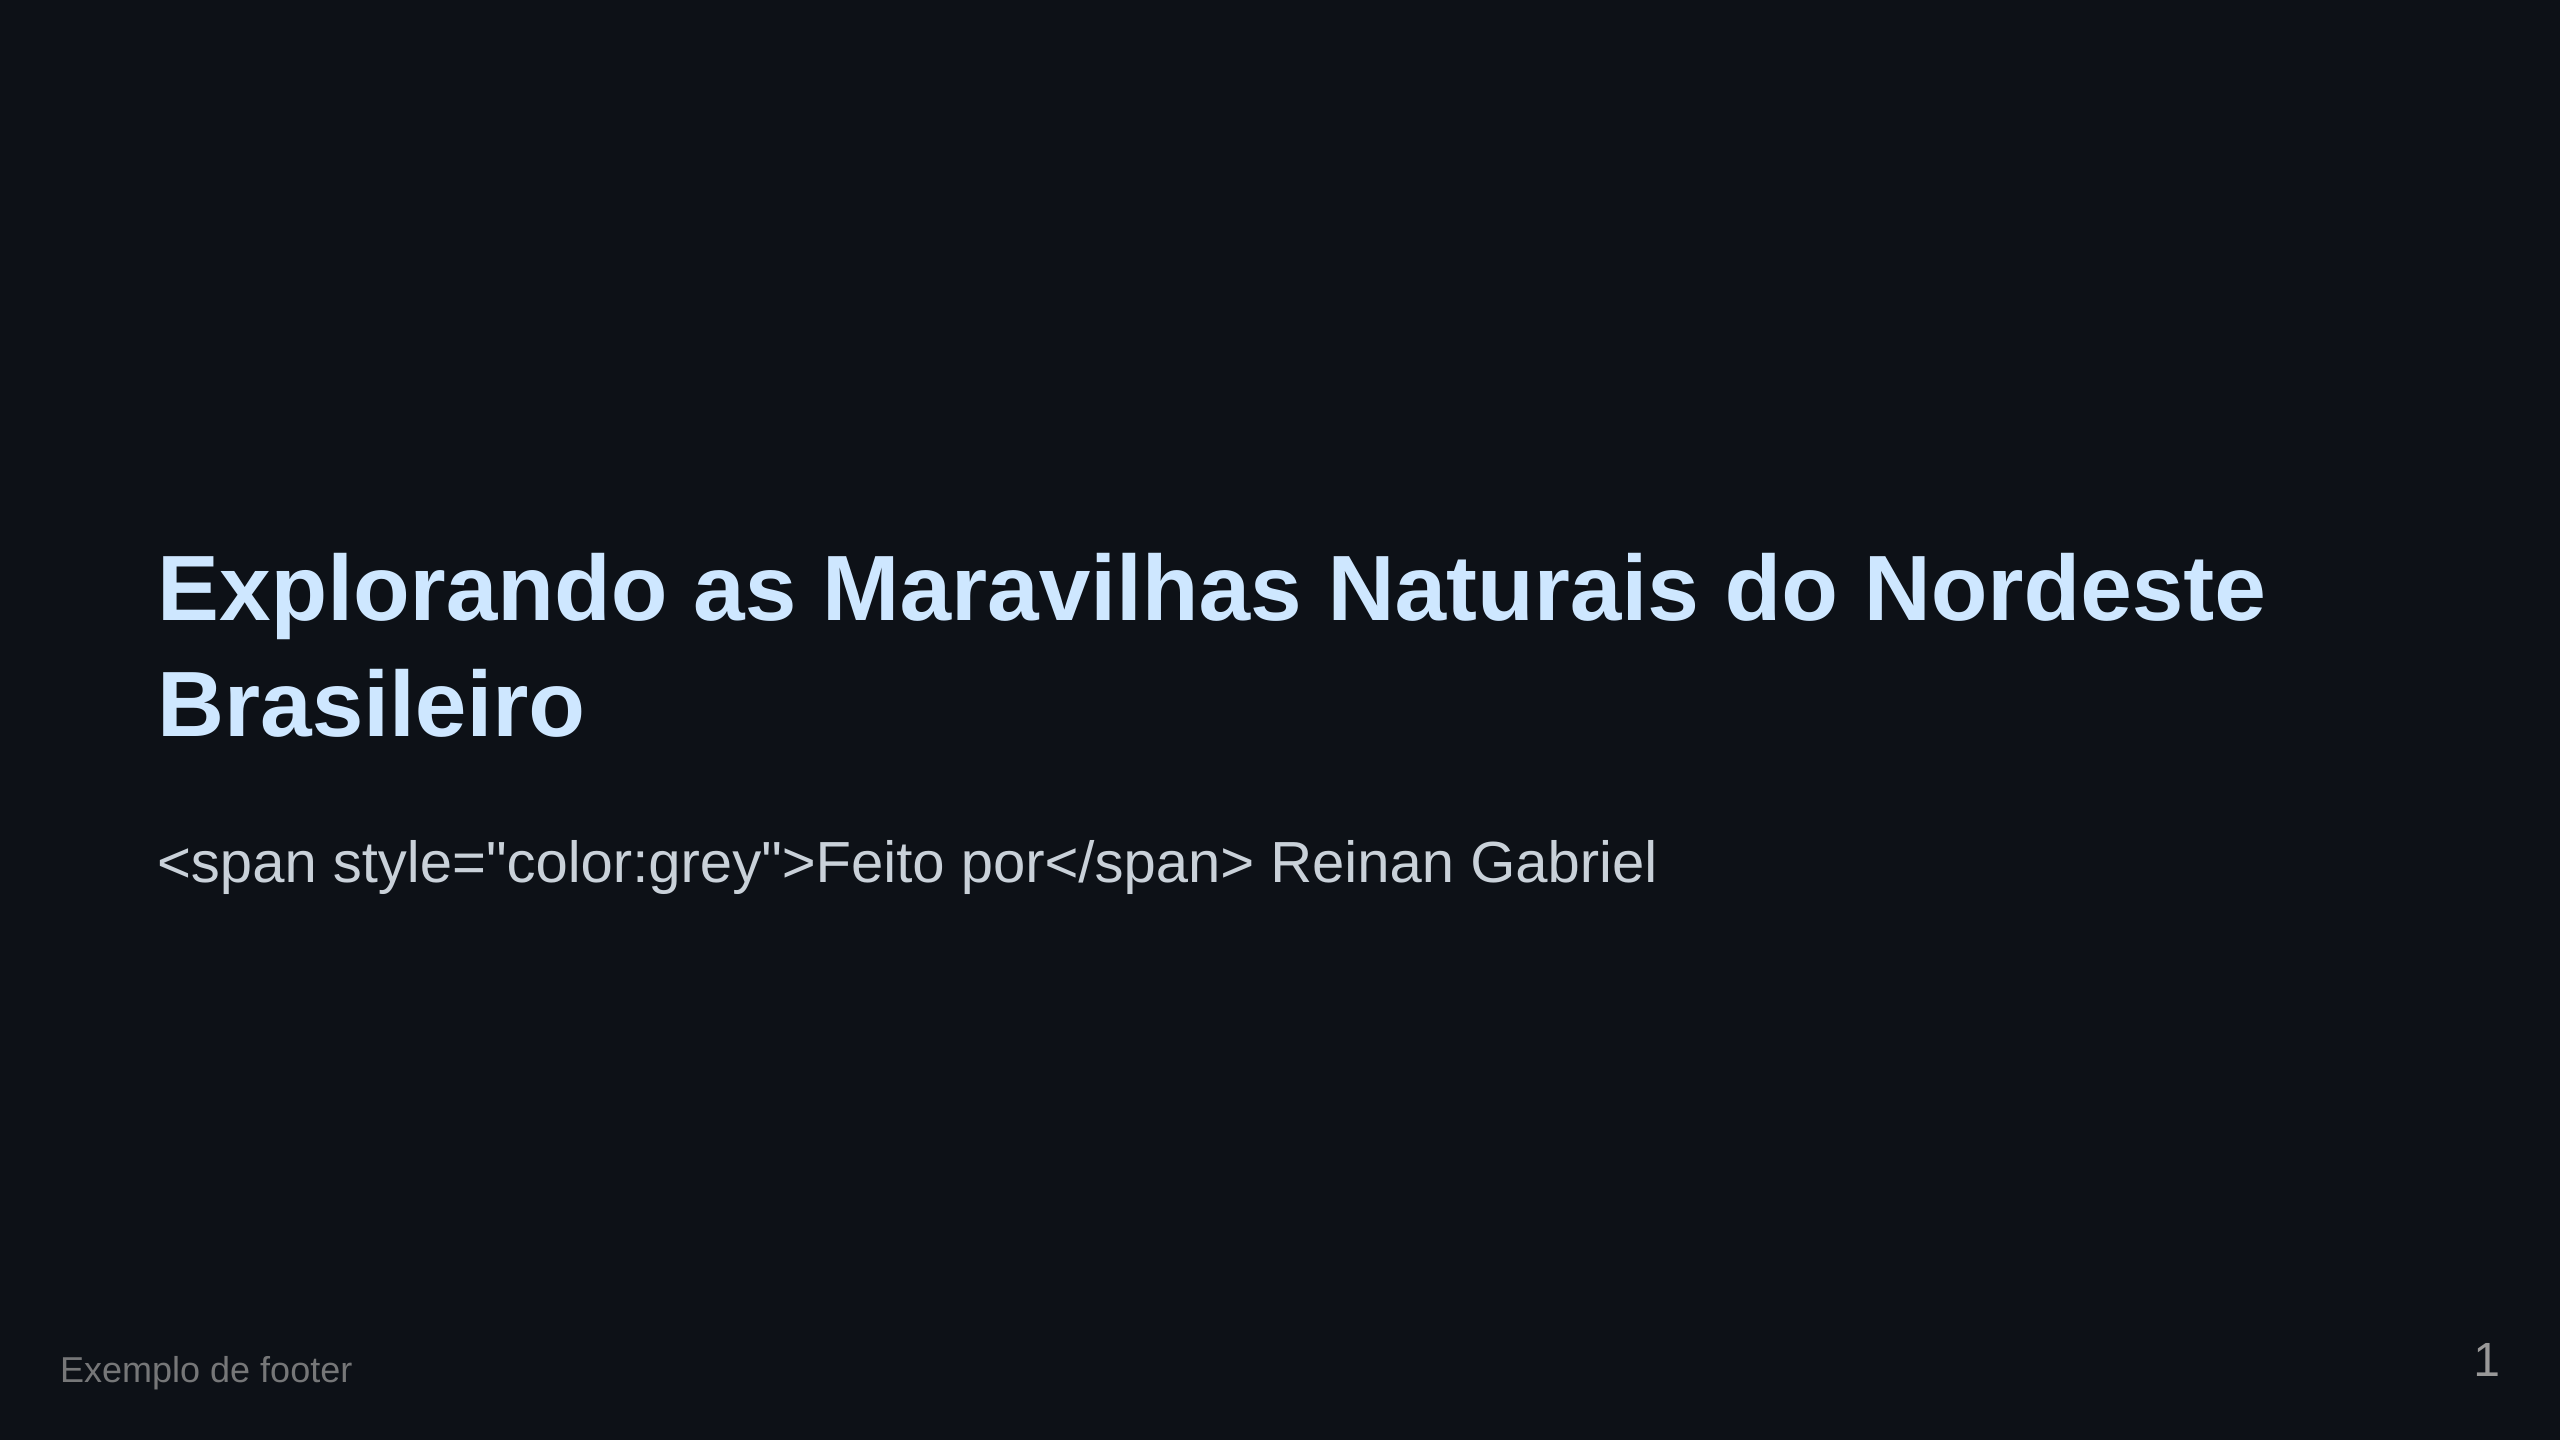 Explorando as Maravilhas Naturais do Nordeste
Brasileiro
<span style="color:grey">Feito por</span> Reinan Gabriel
Exemplo de footer
1